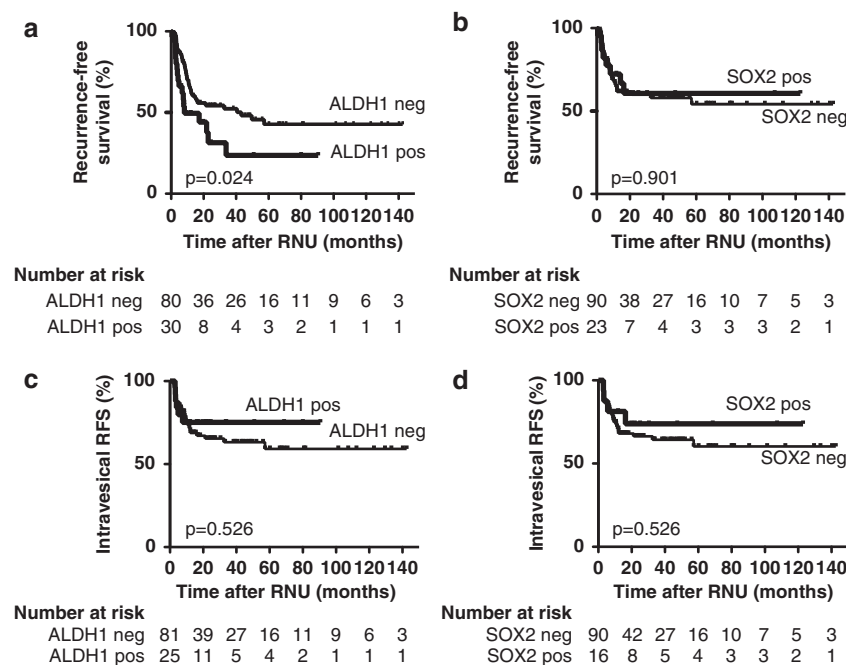 a
Recurrence-free
survival (%)
100
50
0
ALDH1 neg
ALDH1 pos
p=0.024
0 20 40 60 80 100 120 140
Time after RNU (months)
Number at risk
ALDH1 neg 80 36 26 16 11 9 6 3
ALDH1 pos 30 8 4 3 2 1 1 1
b
Recurrence-free
survival (%)
100
50
0
SOX2 pos
SOX2 neg
p=0.901
0 20 40 60 80 100 120 140
Time after RNU (months)
Number at risk
SOX2 neg 90 38 27 16 10 7 5 3
SOX2 pos 23 7 4 3 3 3 2 1
c
Intravesical RFS (%)
100
50
0
ALDH1 pos
ALDH1 neg
p=0.526
0 20 40 60 80 100 120 140
Time after RNU (months)
Number at risk
ALDH1 neg 81 39 27 16 11 9 6 3
ALDH1 pos 25 11 5 4 2 1 1 1
d
Intravesical RFS (%)
100
50
0
SOX2 pos
SOX2 neg
p=0.526
0 20 40 60 80 100 120 140
Time after RNU (months)
Number at risk
SOX2 neg 90 42 27 16 10 7 5 3
SOX2 pos 16 8 5 4 3 3 2 1